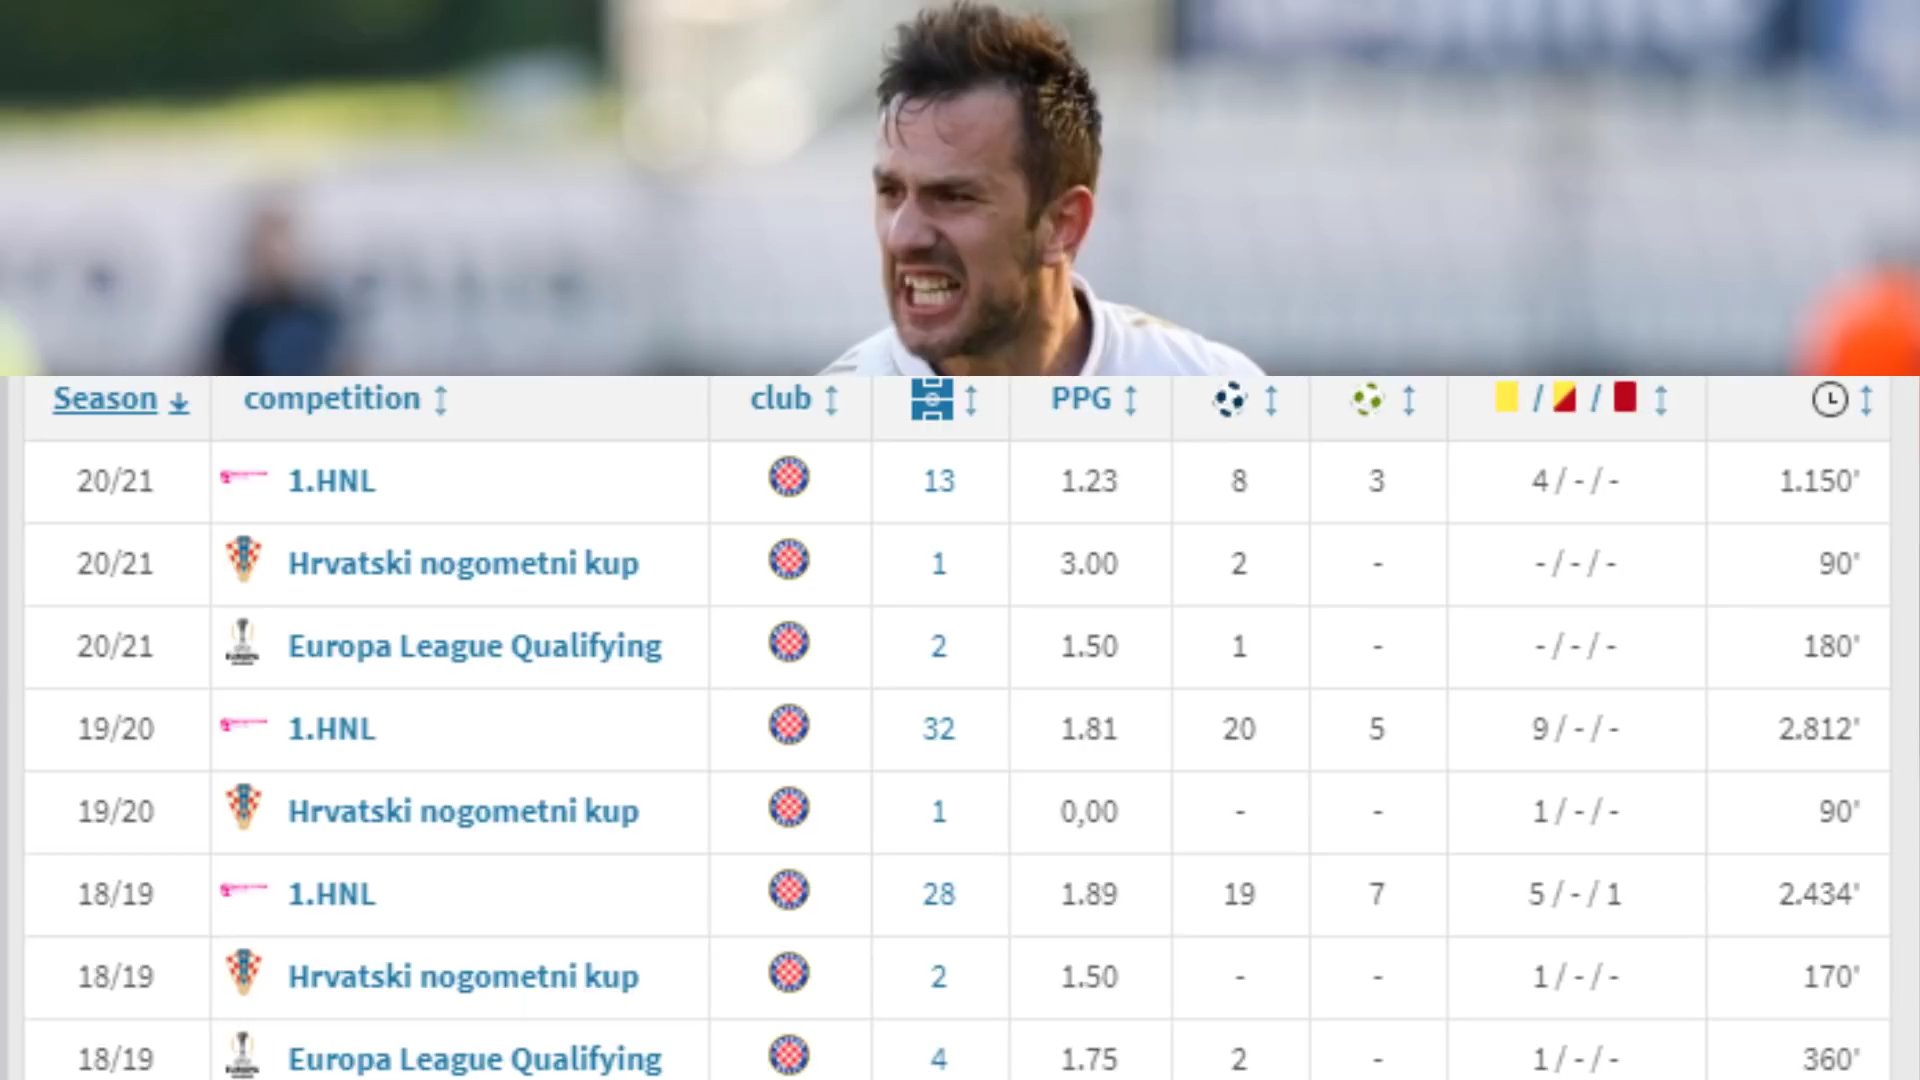 Season competition club PPG / /
20/21 1.HNL 13 1.23 8 3 4 / - / - 1.150'
20/21 Hrvatski nogometni kup 1 3.00 2 - - / - / - 90'
20/21 Europa League Qualifying 2 1.50 1 - - / - / - 180'
19/20 1.HNL 32 1.81 20 5 9 / - / - 2.812'
19/20 Hrvatski nogometni kup 1 0,00 - - 1 / - / - 90'
18/19 1.HNL 28 1.89 19 7 5 / - / 1 2.434'
18/19 Hrvatski nogometni kup 2 1.50 - - 1 / - / - 170'
18/19 Europa League Qualifying 4 1.75 2 - 1 / - / - 360'